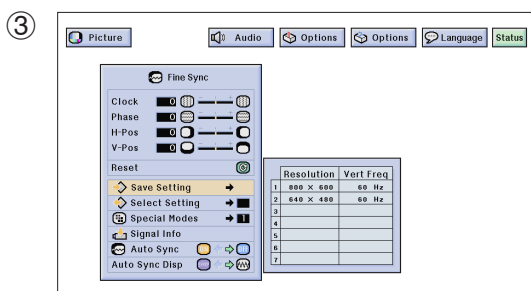 3
Picture Audio Options Options Language Status
Fine Sync
Clock 0
Phase 0
H-Pos 0
V-Pos 0
Reset
Save Setting
Select Setting
Special Modes 1
Signal Info
Auto Sync
Auto Sync Disp
Resolution Vert Freq
1 800 × 600 60 Hz
2 640 × 480 60 Hz
3
4
5
6
7